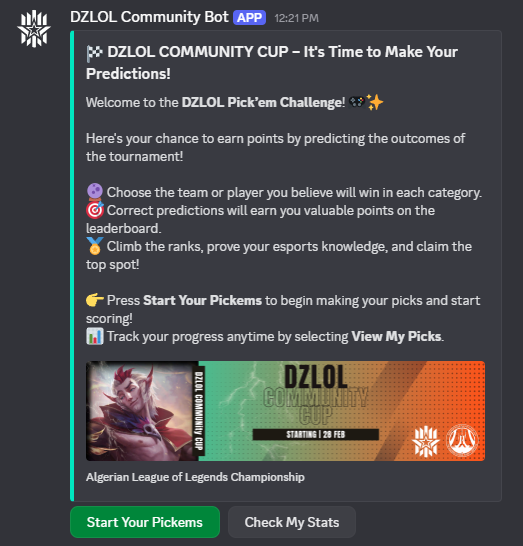 DZLOL Community Bot APP 12:21 PM
🏁 DZLOL COMMUNITY CUP – It's Time to Make Your
Predictions!
Welcome to the DZLOL Pick'em Challenge! 🎮✨
Here's your chance to earn points by predicting the outcomes of
the tournament!
🔮 Choose the team or player you believe will win in each category.
🎯 Correct predictions will earn you valuable points on the
leaderboard.
🏅 Climb the ranks, prove your esports knowledge, and claim the
top spot!
👉 Press Start Your Pickems to begin making your picks and start
scoring!
📊 Track your progress anytime by selecting View My Picks.
DZLOL COMMUNITY CUP
DZLOL
COMMUNITY
CUP
STARTING | 28 FEB
Algerian League of Legends Championship
Start Your Pickems
Check My Stats